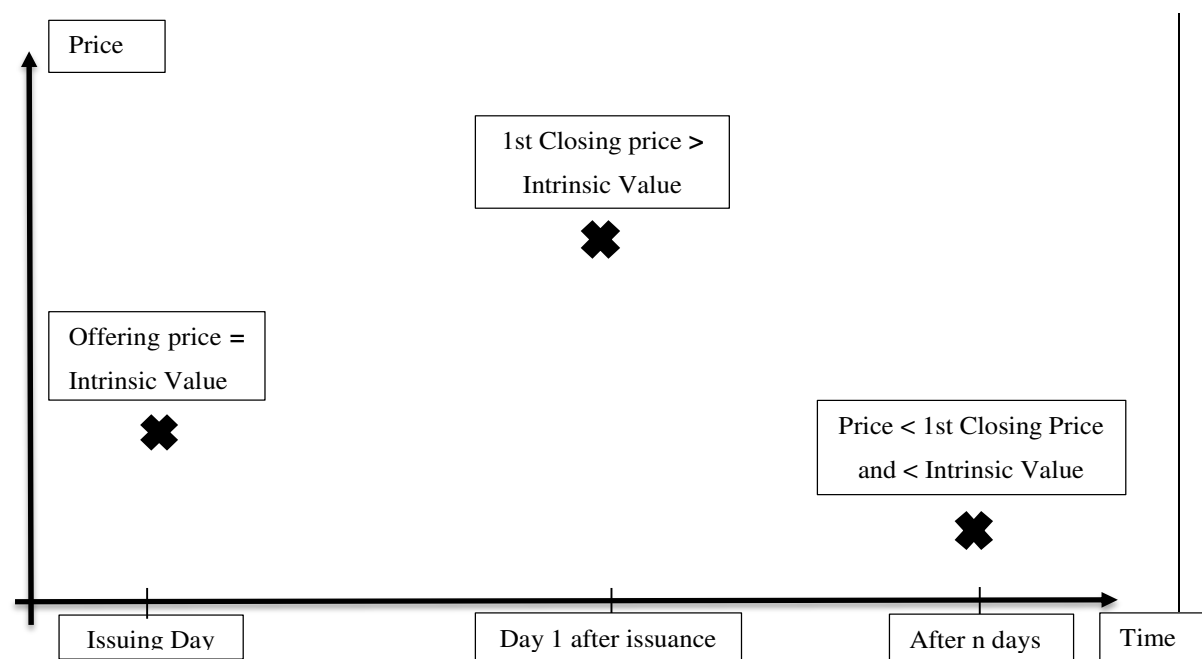 Price
1st Closing price >
Intrinsic Value
Offering price =
Intrinsic Value
Price < 1st Closing Price
and < Intrinsic Value
Issuing Day
Day 1 after issuance
After n days
Time